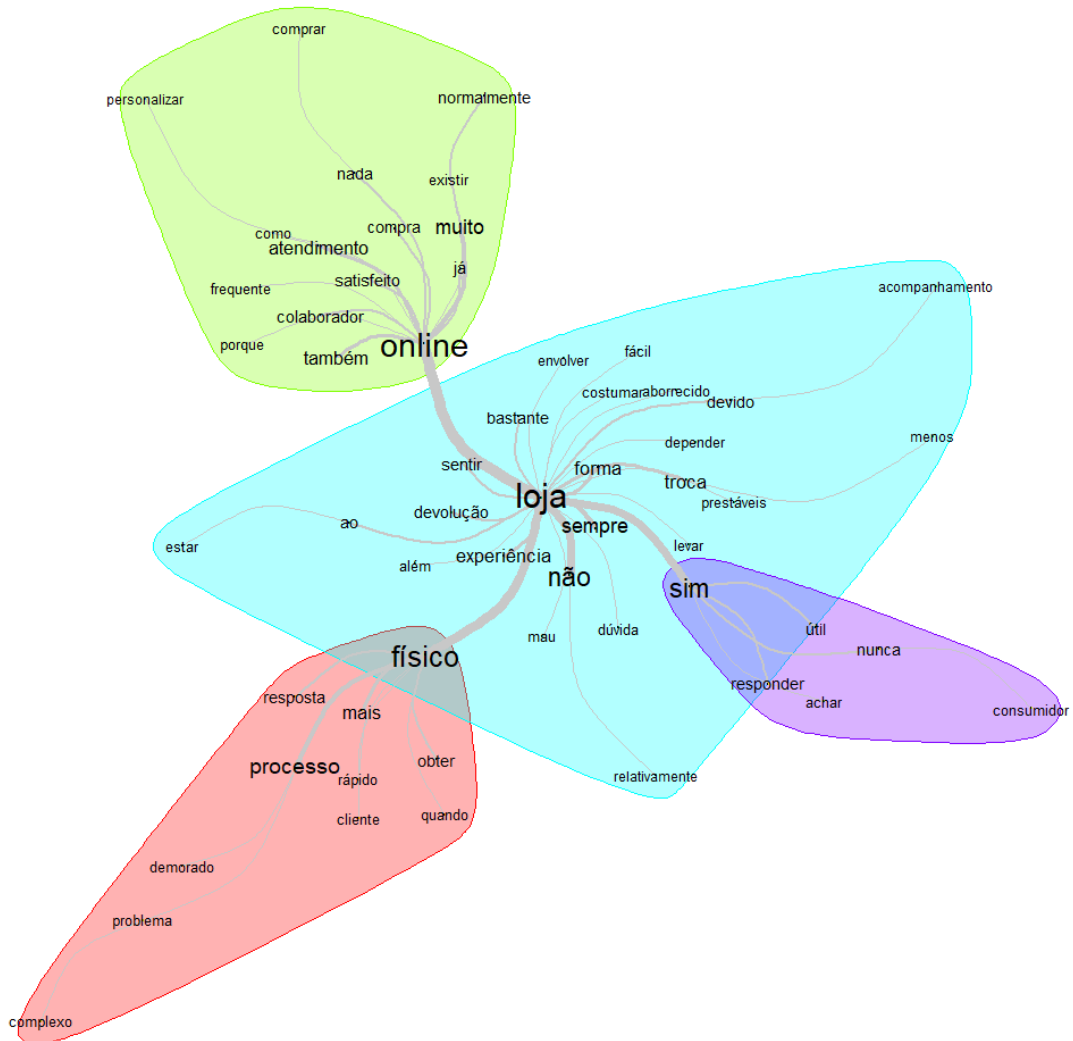 comprar
personalizar
normalmente
nada
existir
compra
muito
como
atendimento
já
satisfeito
frequente
colaborador
porque
também
online
acompanhamento
envolver
fácil
costumar
aborrecido
devido
bastante
depender
menos
sentir
forma
troca
loja
prestáveis
devolução
ao
sempre
estar
levar
além
experiência
não
sim
mau
dúvida
útil
nunca
físico
responder
resposta
achar
consumidor
mais
obter
processo
rápido
relativamente
cliente
quando
demorado
problema
complexo